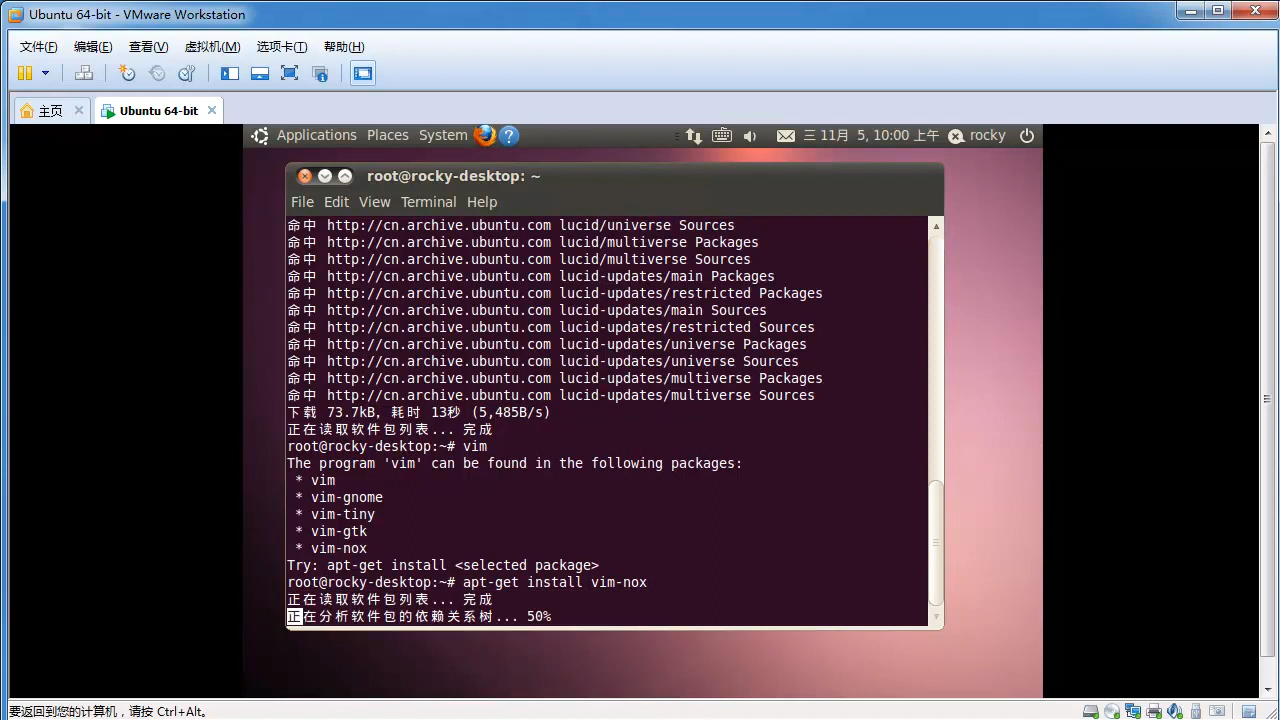 Ubuntu 64-bit - VMware Workstation
文件(F) 编辑(E) 查看(V) 虚拟机(M) 选项卡(T) 帮助(H)
主页 Ubuntu 64-bit
Applications Places System 三 11月 5, 10:00 上午 rocky
root@rocky-desktop: ~
File Edit View Terminal Help
命中 http://cn.archive.ubuntu.com lucid/universe Sources
命中 http://cn.archive.ubuntu.com lucid/multiverse Packages
命中 http://cn.archive.ubuntu.com lucid/multiverse Sources
命中 http://cn.archive.ubuntu.com lucid-updates/main Packages
命中 http://cn.archive.ubuntu.com lucid-updates/restricted Packages
命中 http://cn.archive.ubuntu.com lucid-updates/main Sources
命中 http://cn.archive.ubuntu.com lucid-updates/restricted Sources
命中 http://cn.archive.ubuntu.com lucid-updates/universe Packages
命中 http://cn.archive.ubuntu.com lucid-updates/universe Sources
命中 http://cn.archive.ubuntu.com lucid-updates/multiverse Packages
命中 http://cn.archive.ubuntu.com lucid-updates/multiverse Sources
下载 73.7kB，耗时 13秒 (5,485B/s)
正在读取软件包列表... 完成
root@rocky-desktop:~# vim
The program 'vim' can be found in the following packages:
* vim
* vim-gnome
* vim-tiny
* vim-gtk
* vim-nox
Try: apt-get install <selected package>
root@rocky-desktop:~# apt-get install vim-nox
正在读取软件包列表... 完成
正在分析软件包的依赖关系树... 50%
要返回到您的计算机，请按 Ctrl+Alt。